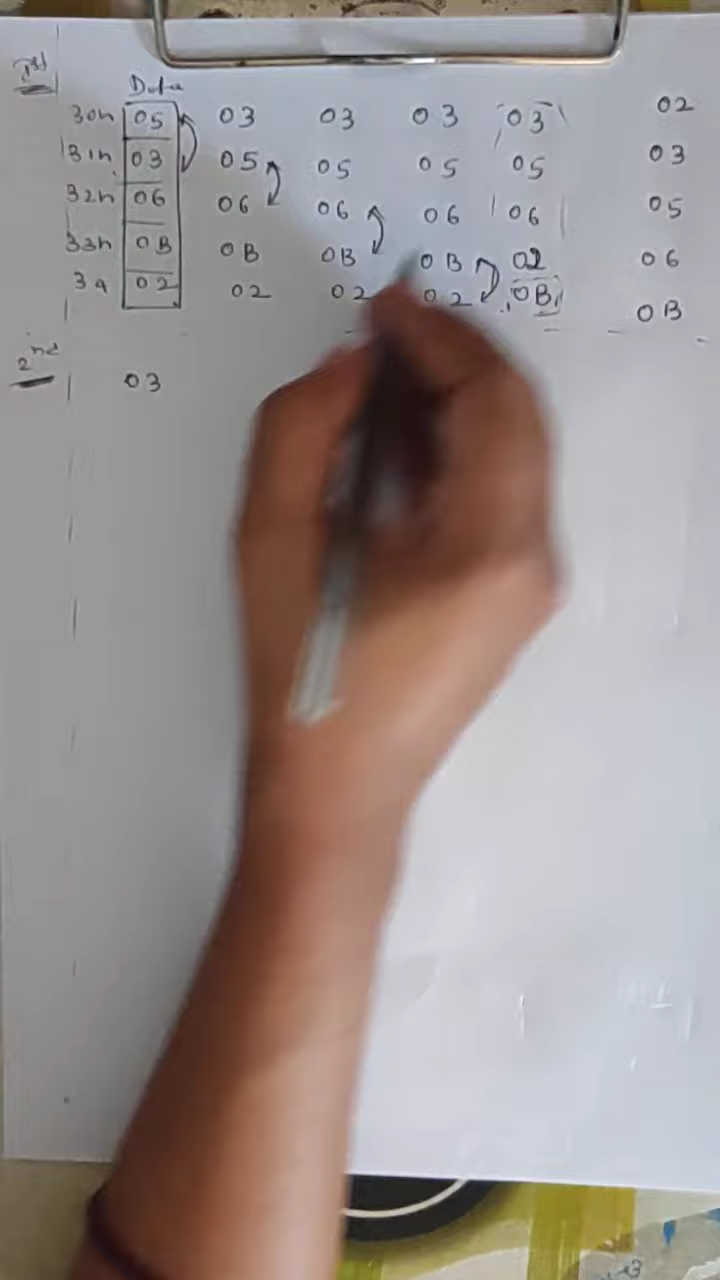 1st
Data
30h 05 03 03 03 03 02
31h 03 05 05 05 05 03
32h 06 06 06 06 06 05
33h 0B 0B 0B 0B 02 06
34 02 02 02 02 0B 0B
2nd 03